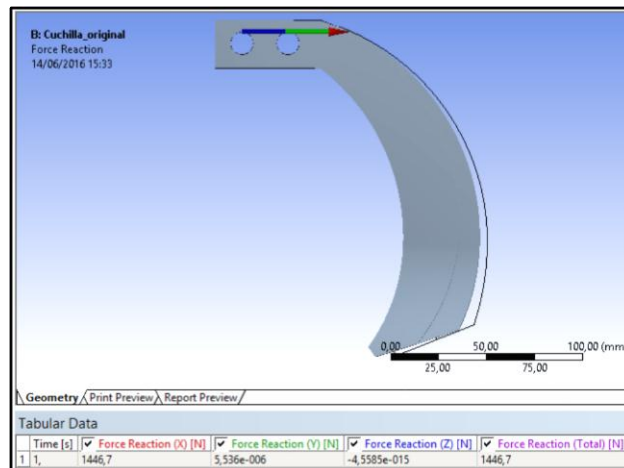 B: Cuchilla_original
Force Reaction
14/06/2016 15:33
0,00 50,00 100,00 (mm
25,00 75,00
Geometry Print Preview Report Preview
Tabular Data
Time [s] Force Reaction (X) [N] Force Reaction (Y) [N] Force Reaction (Z) [N] Force Reaction (Total) [N]
1 1, 1446,7 5,536e-006 -4,5585e-015 1446,7